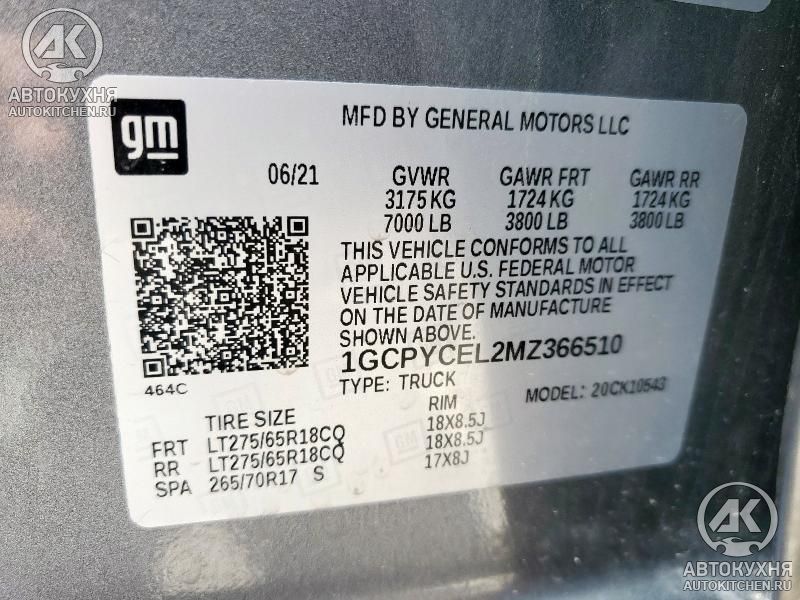 AK
АВТОКУХНЯ
AUTOKITCHEN.RU
gm
MFD BY GENERAL MOTORS LLC
06/21 GVWR GAWR FRT GAWR RR
3175 KG 1724 KG 1724 KG
7000 LB 3800 LB 3800 LB
THIS VEHICLE CONFORMS TO ALL
APPLICABLE U.S. FEDERAL MOTOR
VEHICLE SAFETY STANDARDS IN EFFECT
ON THE DATE OF MANUFACTURE
SHOWN ABOVE.
1GCPYCEL2MZ366510
464C
TYPE: TRUCK MODEL: 20CK10543
TIRE SIZE RIM
FRT LT275/65R18CQ 18X8.5J
RR LT275/65R18CQ 18X8.5J
SPA 265/70R17 S 17X8J
GM
AK
АВТОКУХНЯ
AUTOKITCHEN.RU